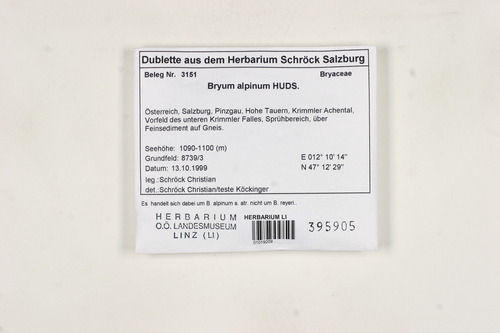 Dublette aus dem Herbarium Schröck Salzburg
Beleg Nr. 3151 Bryaceae
Bryum alpinum HUDS.
Österreich, Salzburg, Pinzgau, Hohe Tauern, Krimmler Achental,
Vorfeld des unteren Krimmler Falles, Sprühbereich, über
Feinsediment auf Gneis.
Seehöhe: 1090-1100 (m)
Grundfeld: 8739/3 E 012° 10' 14"
Datum: 13.10.1999 N 47° 12' 29"
leg.: Schröck Christian
det.: Schröck Christian/teste Köckinger
Es handelt sich dabei um B. alpinum s. str. nicht um B. reyeri..
HERBARIUM
O.Ö. LANDESMUSEUM
LINZ (LI)
HERBARIUM LI
395905